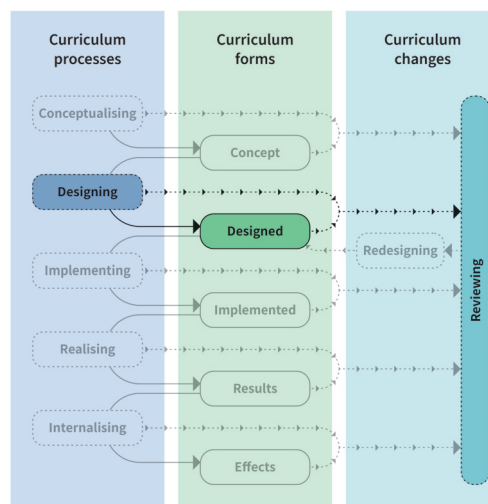 Curriculum
processes
Curriculum
forms
Curriculum
changes
Conceptualising
Concept
Designing
Designed
Redesigning
Implementing
Implemented
Reviewing
Realising
Results
Internalising
Effects